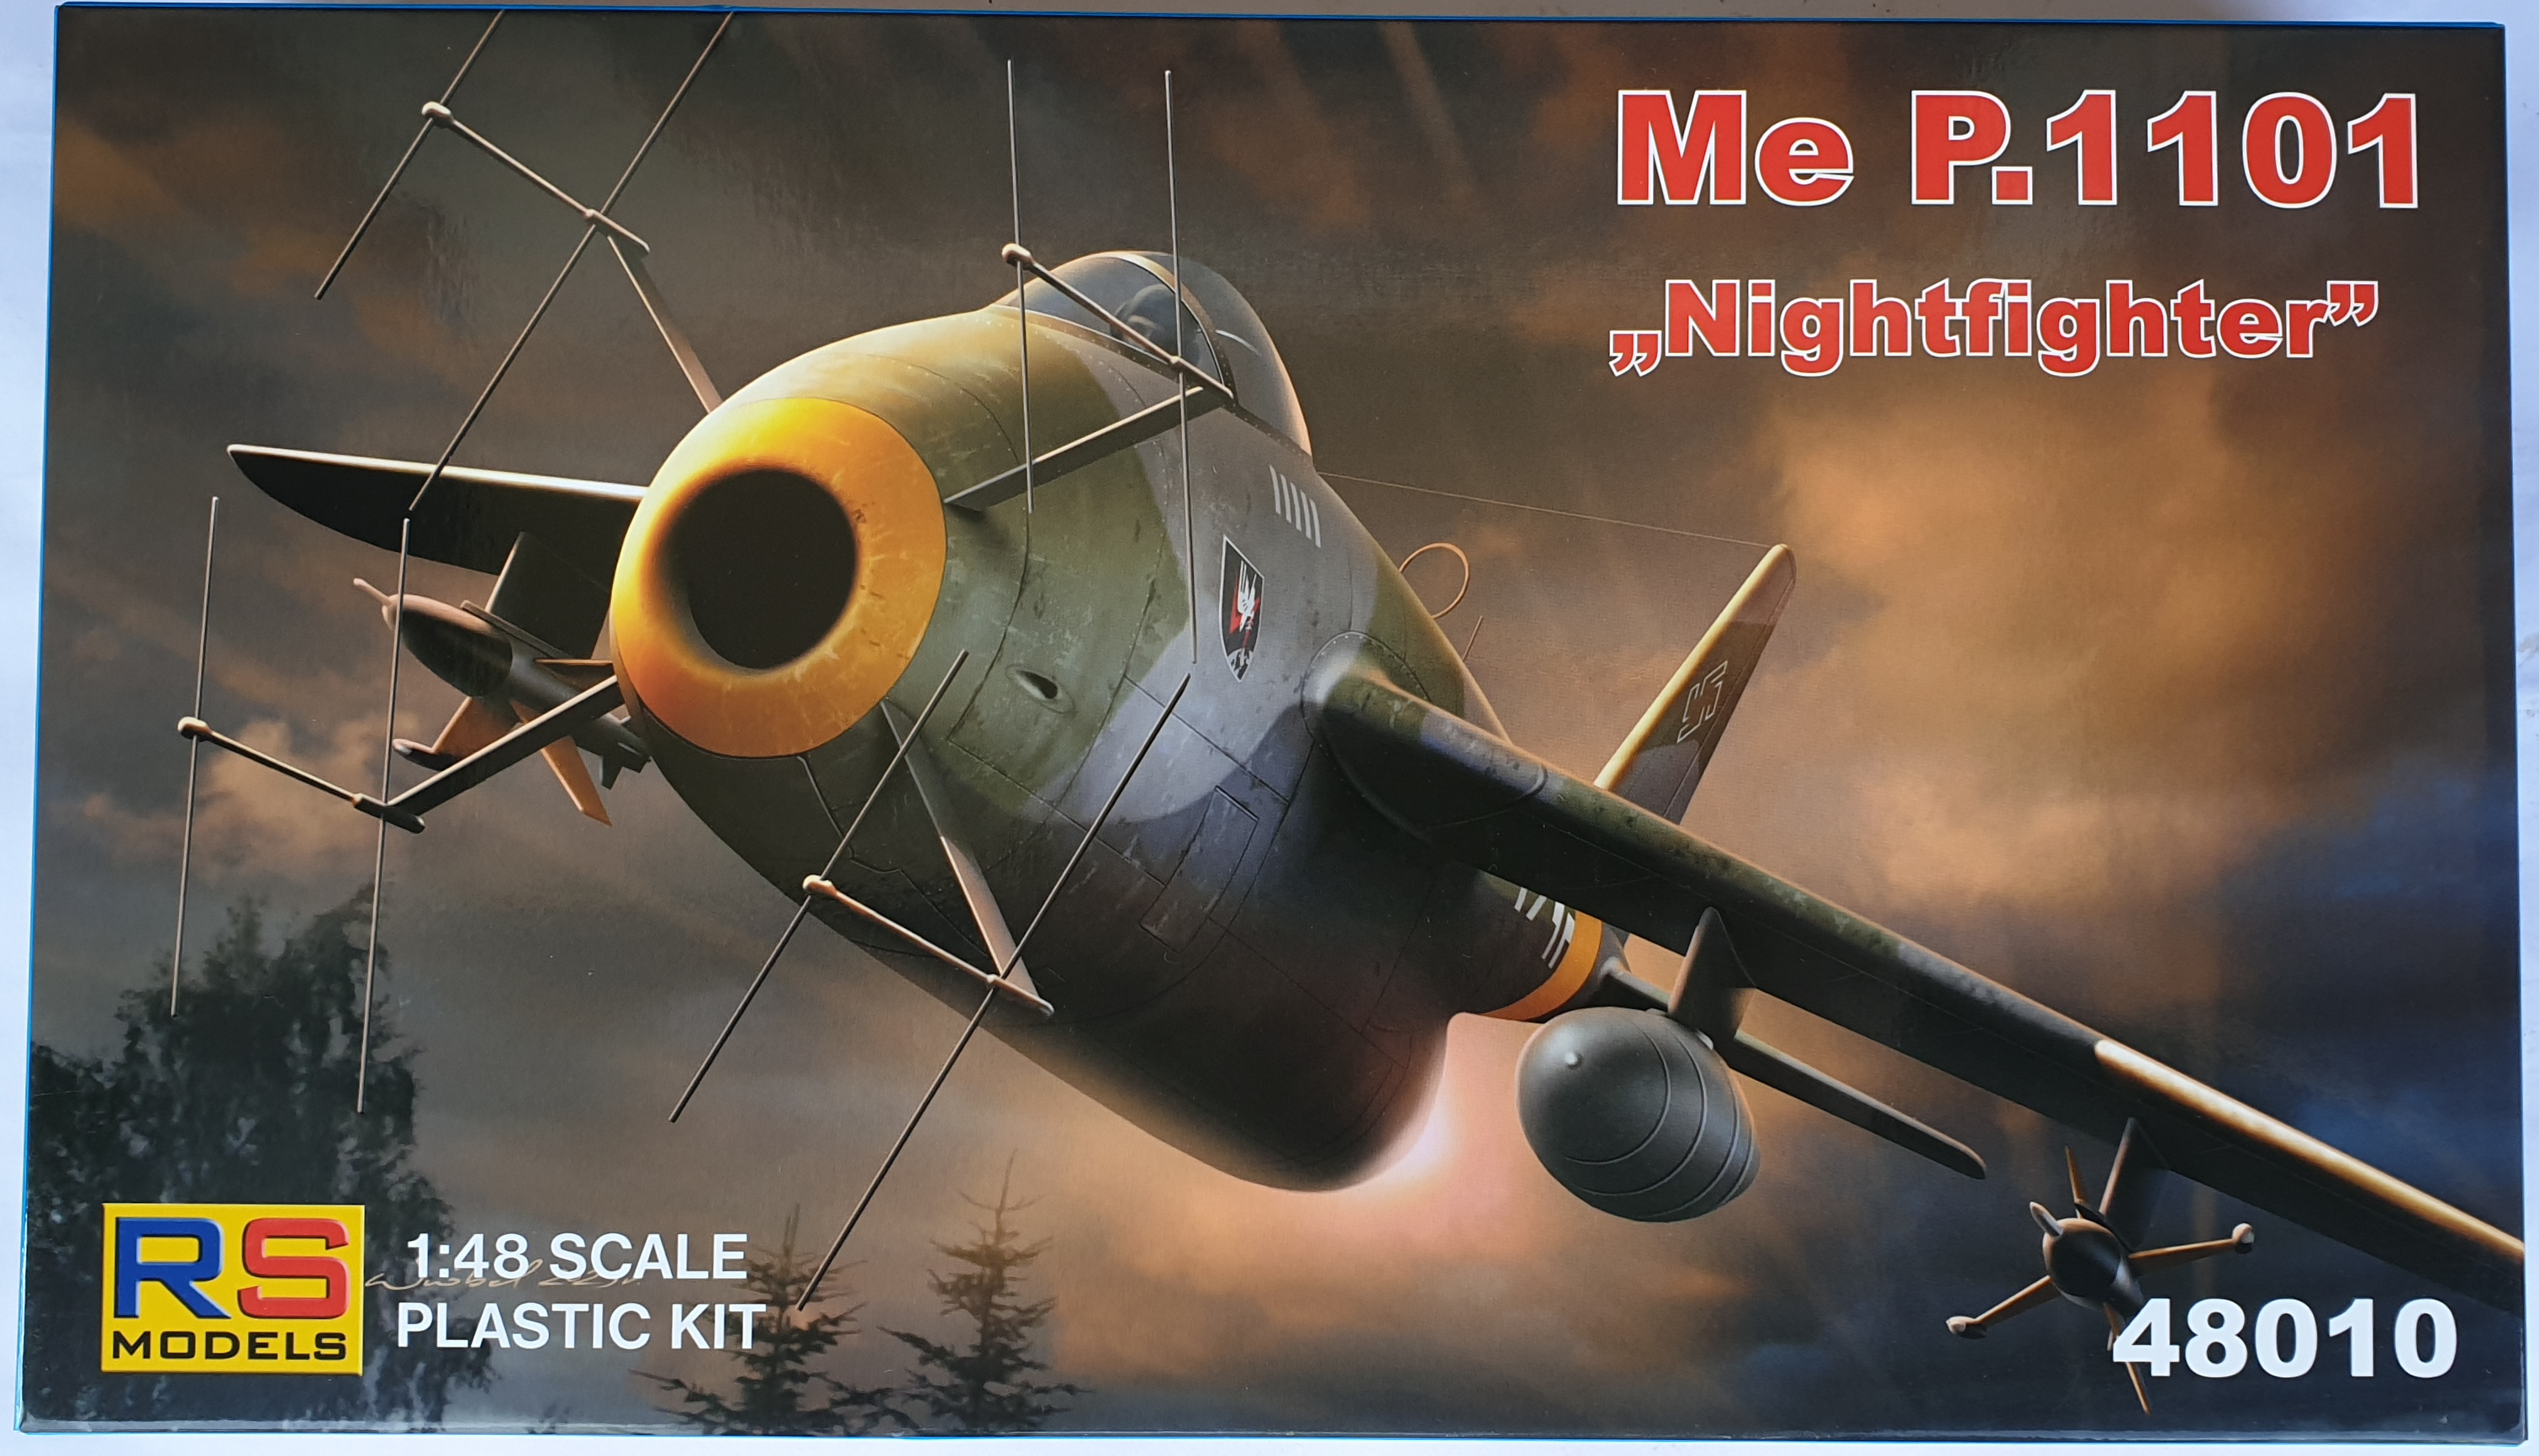 Me P.1101
„Nightfighter”
RS
MODELS
1:48 SCALE
PLASTIC KIT
48010